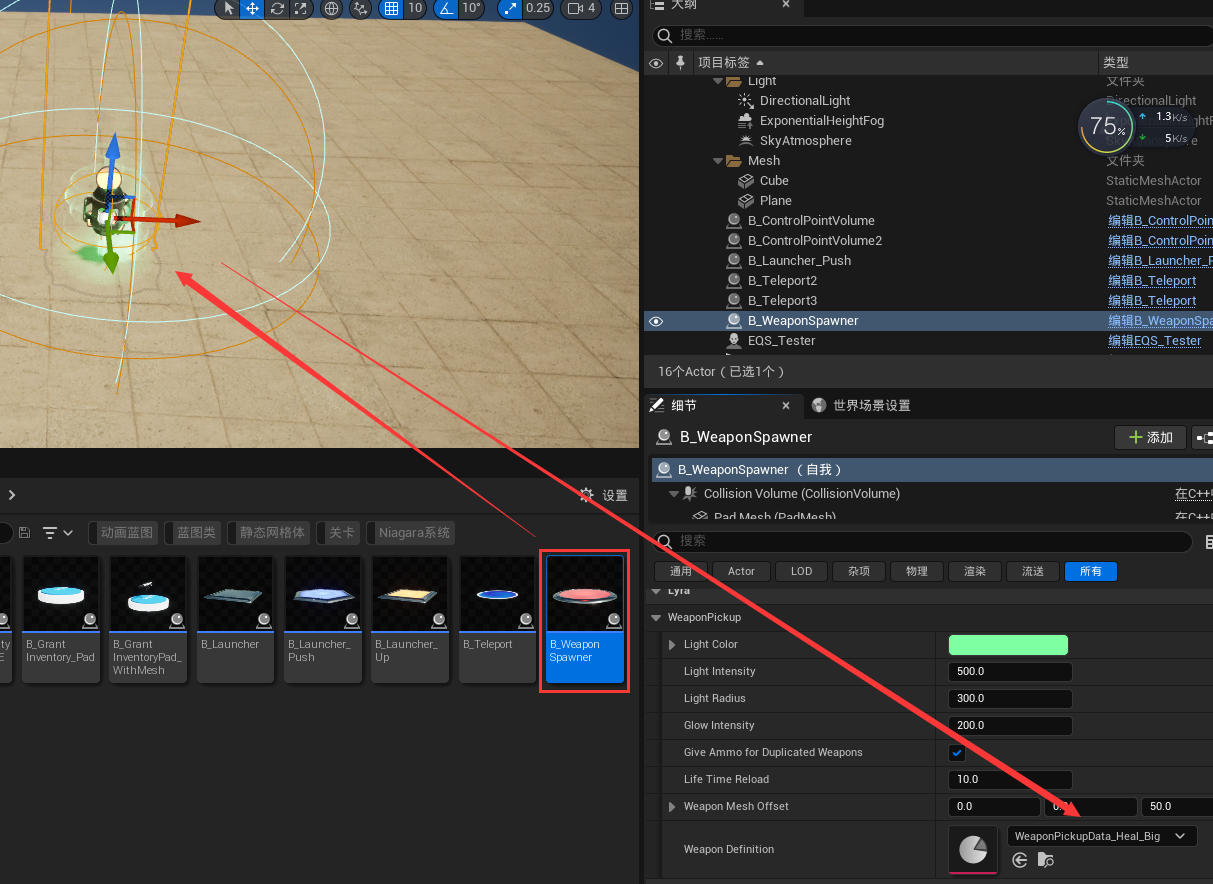 10
10°
0.25
4
大纲
搜索......
项目标签
类型
Light
文件夹
DirectionalLight
DirectionalLight
ExponentialHeightFog
SkyAtmosphere
Mesh
文件夹
Cube
StaticMeshActor
Plane
StaticMeshActor
B_ControlPointVolume
编辑B_ControlPoin
B_ControlPointVolume2
编辑B_ControlPoin
B_Launcher_Push
编辑B_Launcher_P
B_Teleport2
编辑B_Teleport
B_Teleport3
编辑B_Teleport
B_WeaponSpawner
编辑B_WeaponSpa
EQS_Tester
编辑EQS_Tester
75%
1.3K/s
5K/s
16个Actor（已选1个）
细节
世界场景设置
B_WeaponSpawner
添加
B_WeaponSpawner （自我）
Collision Volume (CollisionVolume)
在C++中
Pad Mesh (PadMesh)
在C++中
搜索
通用
Actor
LOD
杂项
物理
渲染
流送
所有
Lyra
WeaponPickup
Light Color
Light Intensity
500.0
Light Radius
300.0
Glow Intensity
200.0
Give Ammo for Duplicated Weapons
Life Time Reload
10.0
Weapon Mesh Offset
0.0
50.0
Weapon Definition
WeaponPickupData_Heal_Big
设置
动画蓝图
蓝图类
静态网格体
关卡
Niagara系统
ty
E
B_Grant
Inventory_Pad
B_Grant
InventoryPad_
WithMesh
B_Launcher
B_Launcher_
Push
B_Launcher_
Up
B_Teleport
B_Weapon
Spawner